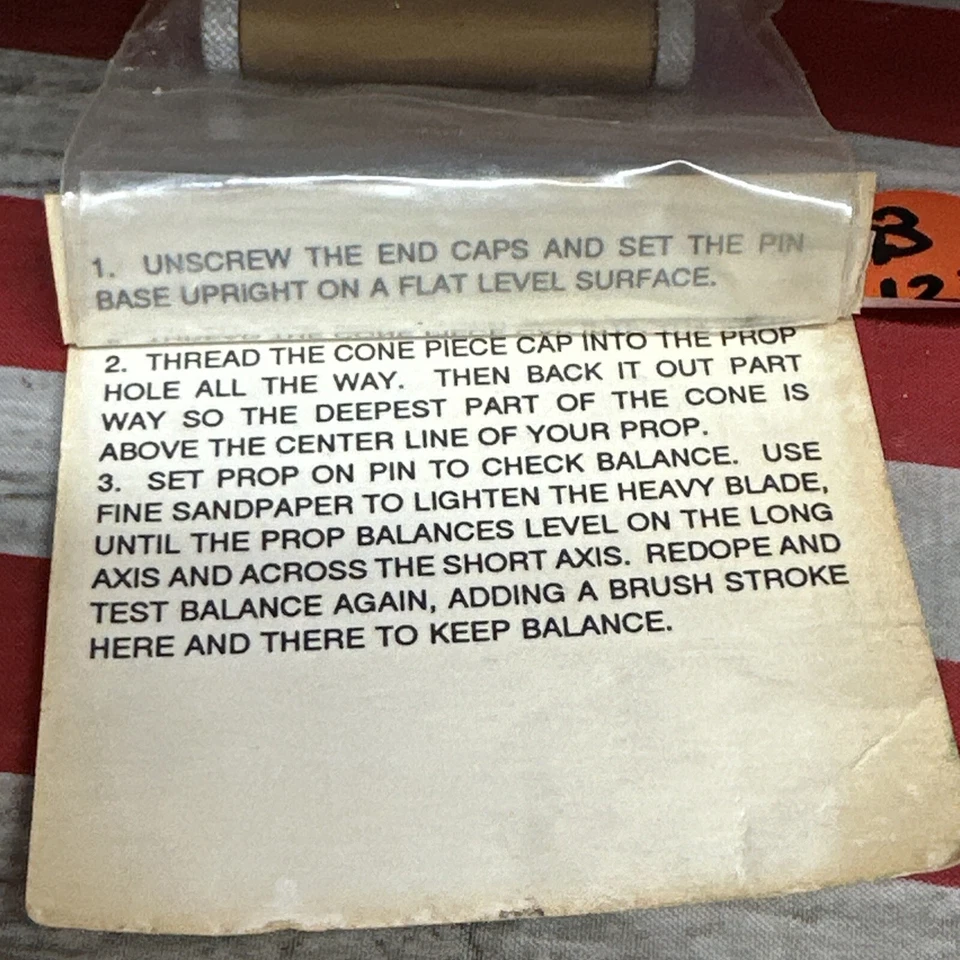 1. UNSCREW THE END CAPS AND SET THE PIN
BASE UPRIGHT ON A FLAT LEVEL SURFACE.
2. THREAD THE CONE PIECE CAP INTO THE PROP
HOLE ALL THE WAY. THEN BACK IT OUT PART
WAY SO THE DEEPEST PART OF THE CONE IS
ABOVE THE CENTER LINE OF YOUR PROP.
3. SET PROP ON PIN TO CHECK BALANCE. USE
FINE SANDPAPER TO LIGHTEN THE HEAVY BLADE,
UNTIL THE PROP BALANCES LEVEL ON THE LONG
AXIS AND ACROSS THE SHORT AXIS. REDOPE AND
TEST BALANCE AGAIN, ADDING A BRUSH STROKE
HERE AND THERE TO KEEP BALANCE.
B
12